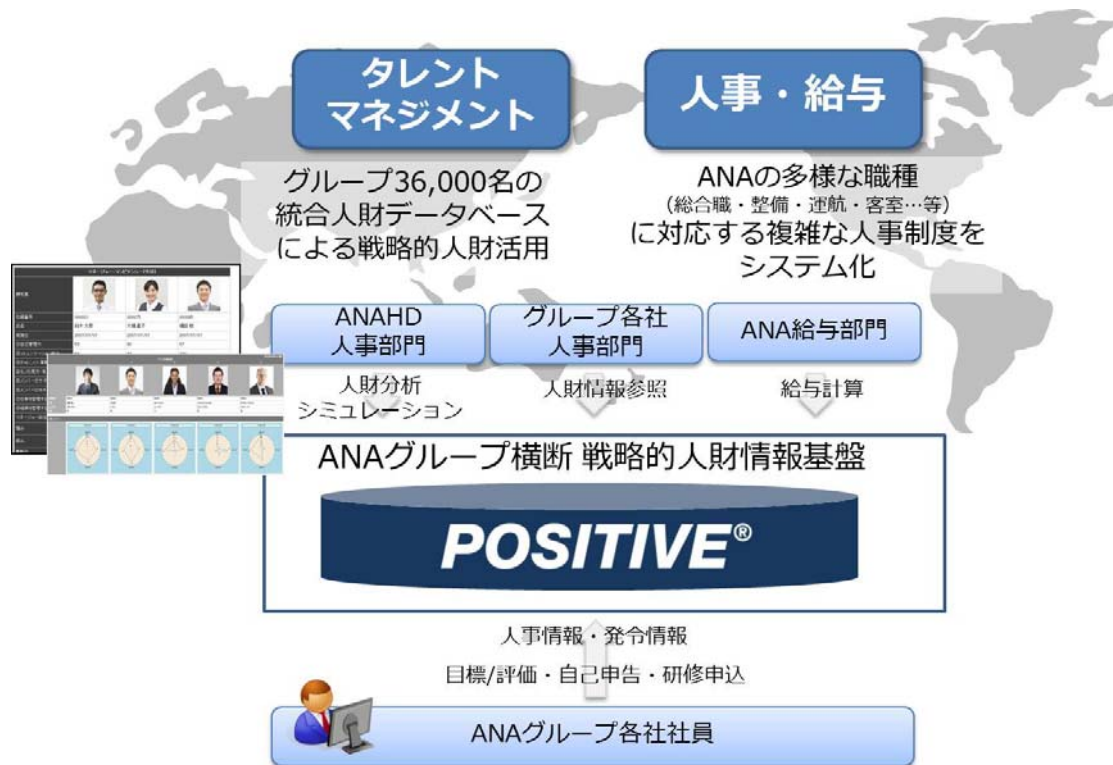 タレント
マネジメント
人事・給与
グループ36,000名の
統合人財データベース
による戦略的人財活用
ANAの多様な職種
（総合職・整備・運航・客室…等）
に対応する複雑な人事制度を
システム化
ANAHD
人事部門
グループ各社
人事部門
ANA給与部門
人財分析
シミュレーション
人財情報参照
給与計算
ANAグループ横断 戦略的人財情報基盤
POSITIVE®
人事情報・発令情報
目標/評価・自己申告・研修申込
ANAグループ各社社員